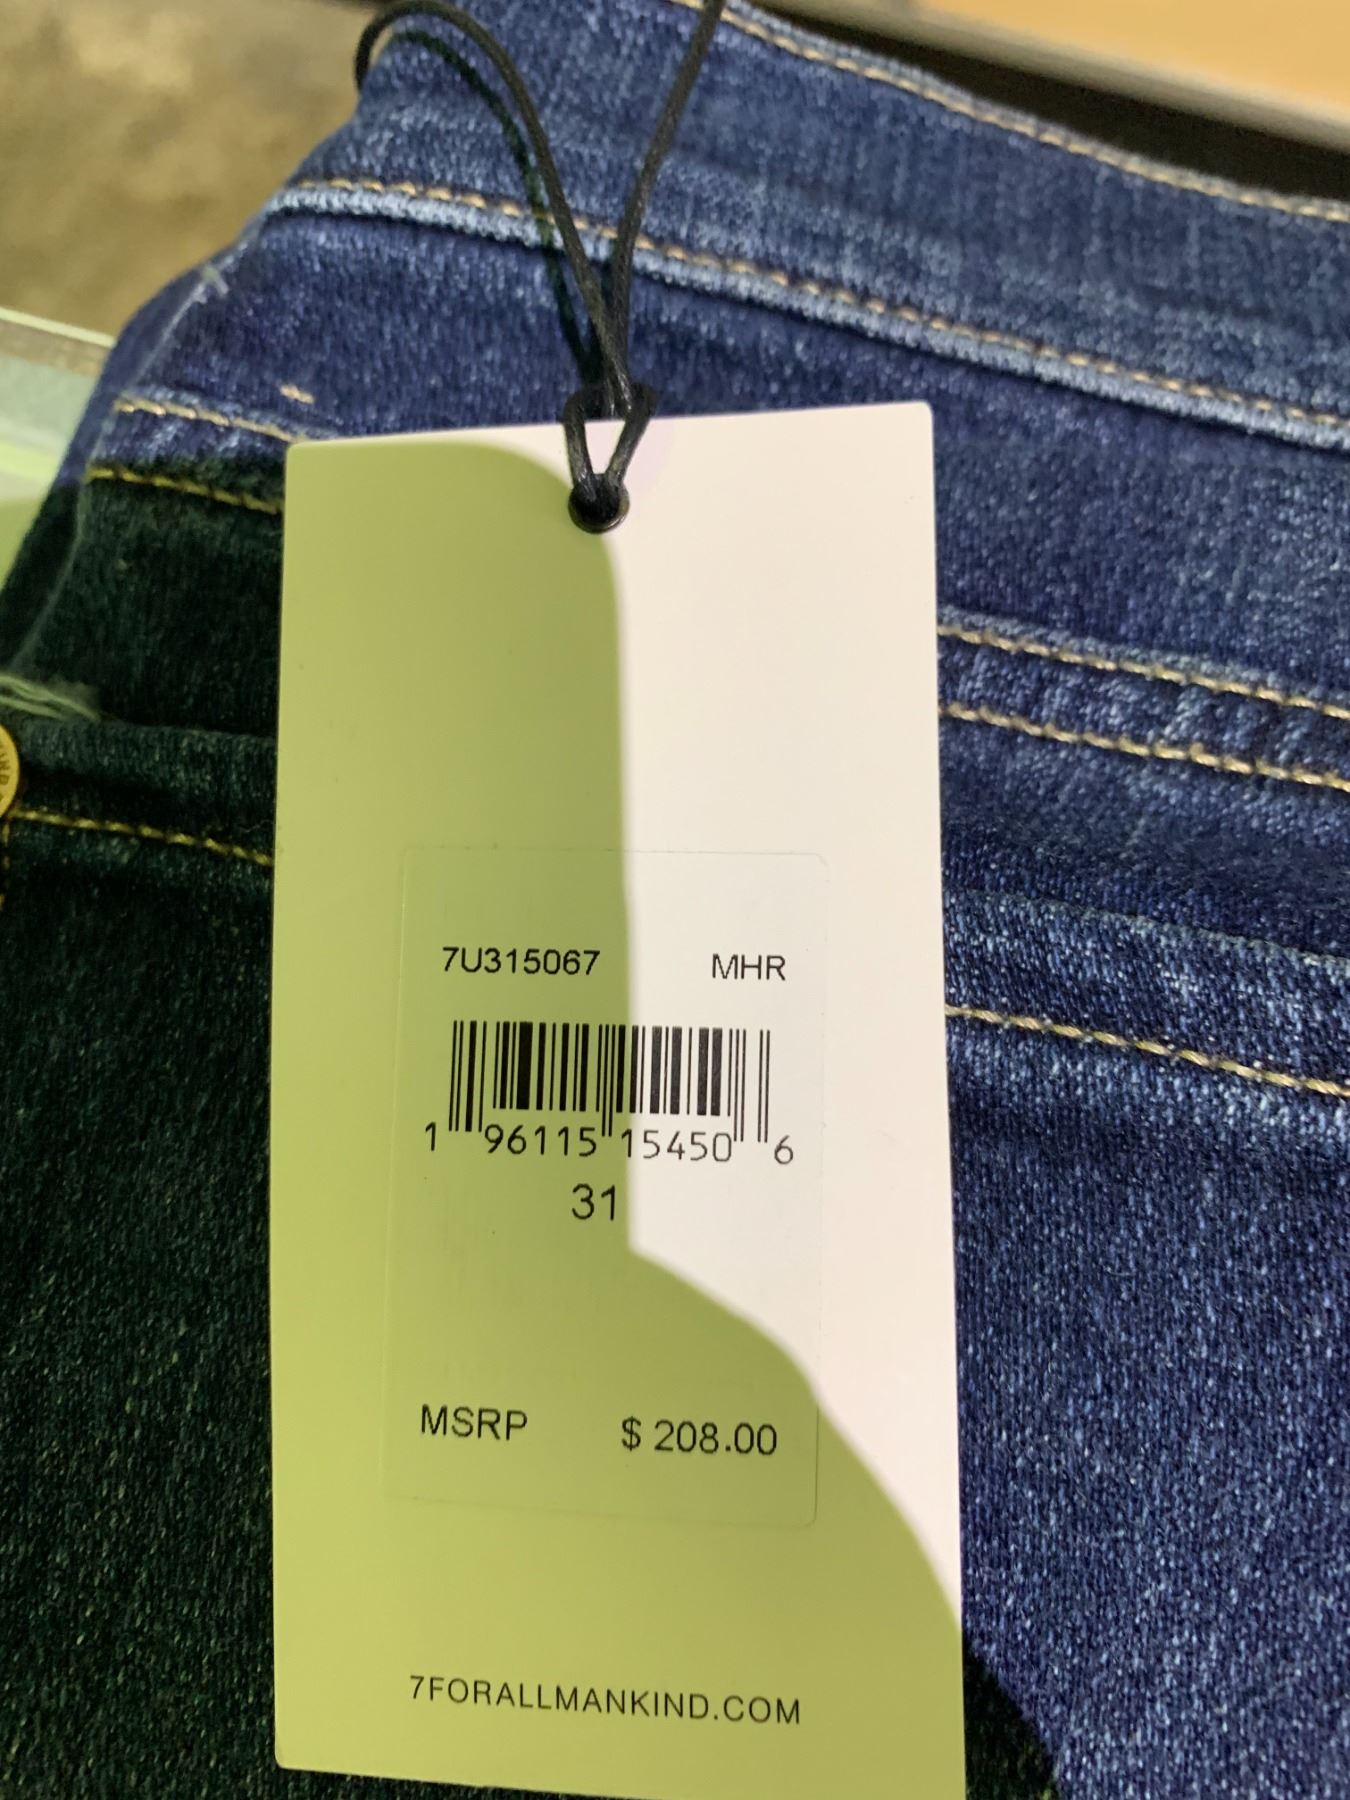 7U315067 MHR
1 96115 15450 6
31
MSRP $ 208.00
7FORALLMANKIND.COM